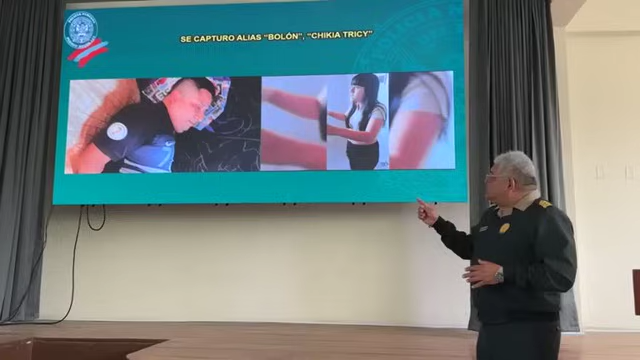 SE CAPTURO ALIAS “BOLÓN”, “CHIKIA TRICY”